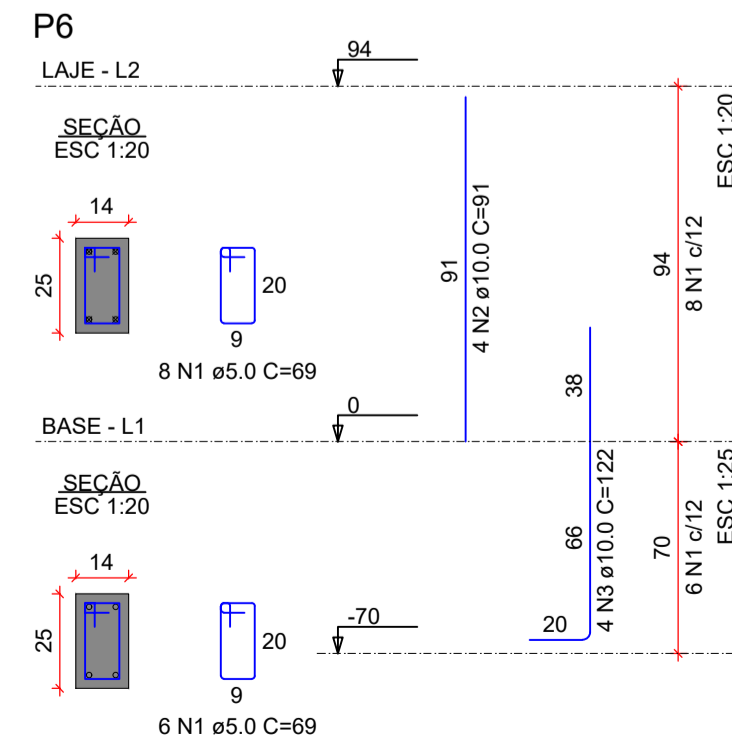 P6
LAJE - L2
94
SEÇÃO
ESC 1:20
14
25
20
9
8 N1 ø5.0 C=69
91
4 N2 ø10.0 C=91
38
94
8 N1 c/12
ESC 1:20
BASE - L1
0
SEÇÃO
ESC 1:20
14
25
20
9
6 N1 ø5.0 C=69
-70
20
66
4 N3 ø10.0 C=122
70
6 N1 c/12
ESC 1:25